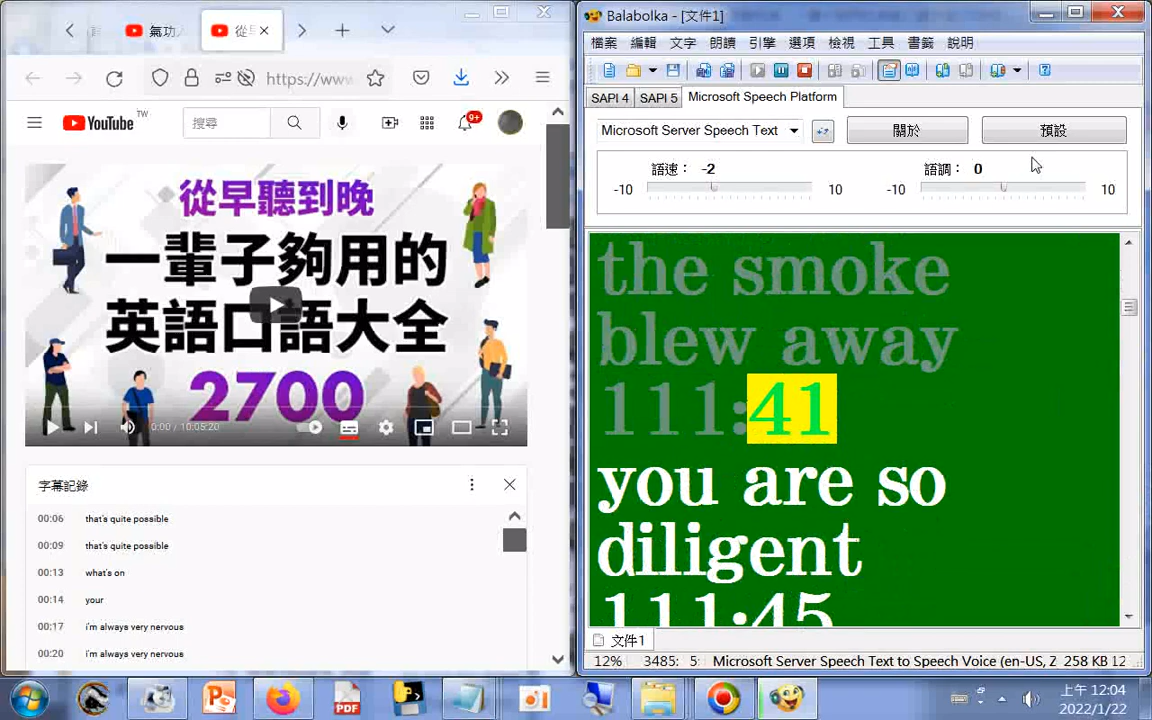 氣功
從
https://www
YouTube TW
搜尋
9+
從早聽到晚
一輩子夠用的
英語口語大全
2700
0:00 / 10:05:20
字幕記錄
00:06 that's quite possible
00:09 that's quite possible
00:13 what's on
00:14 your
00:17 i'm always very nervous
00:20 i'm always very nervous
Balabolka - [文件1]
檔案 編輯 文字 朗讀 引擎 選項 檢視 工具 書籤 說明
SAPI 4 SAPI 5 Microsoft Speech Platform
Microsoft Server Speech Text 關於 預設
語速： -2 語調： 0
-10 10 -10 10
the smoke
blew away
111:41
you are so
diligent
111:45
文件1
12% 3485: 5: Microsoft Server Speech Text to Speech Voice (en-US, Z 258 KB 12
PDF
上午 12:04
2022/1/22